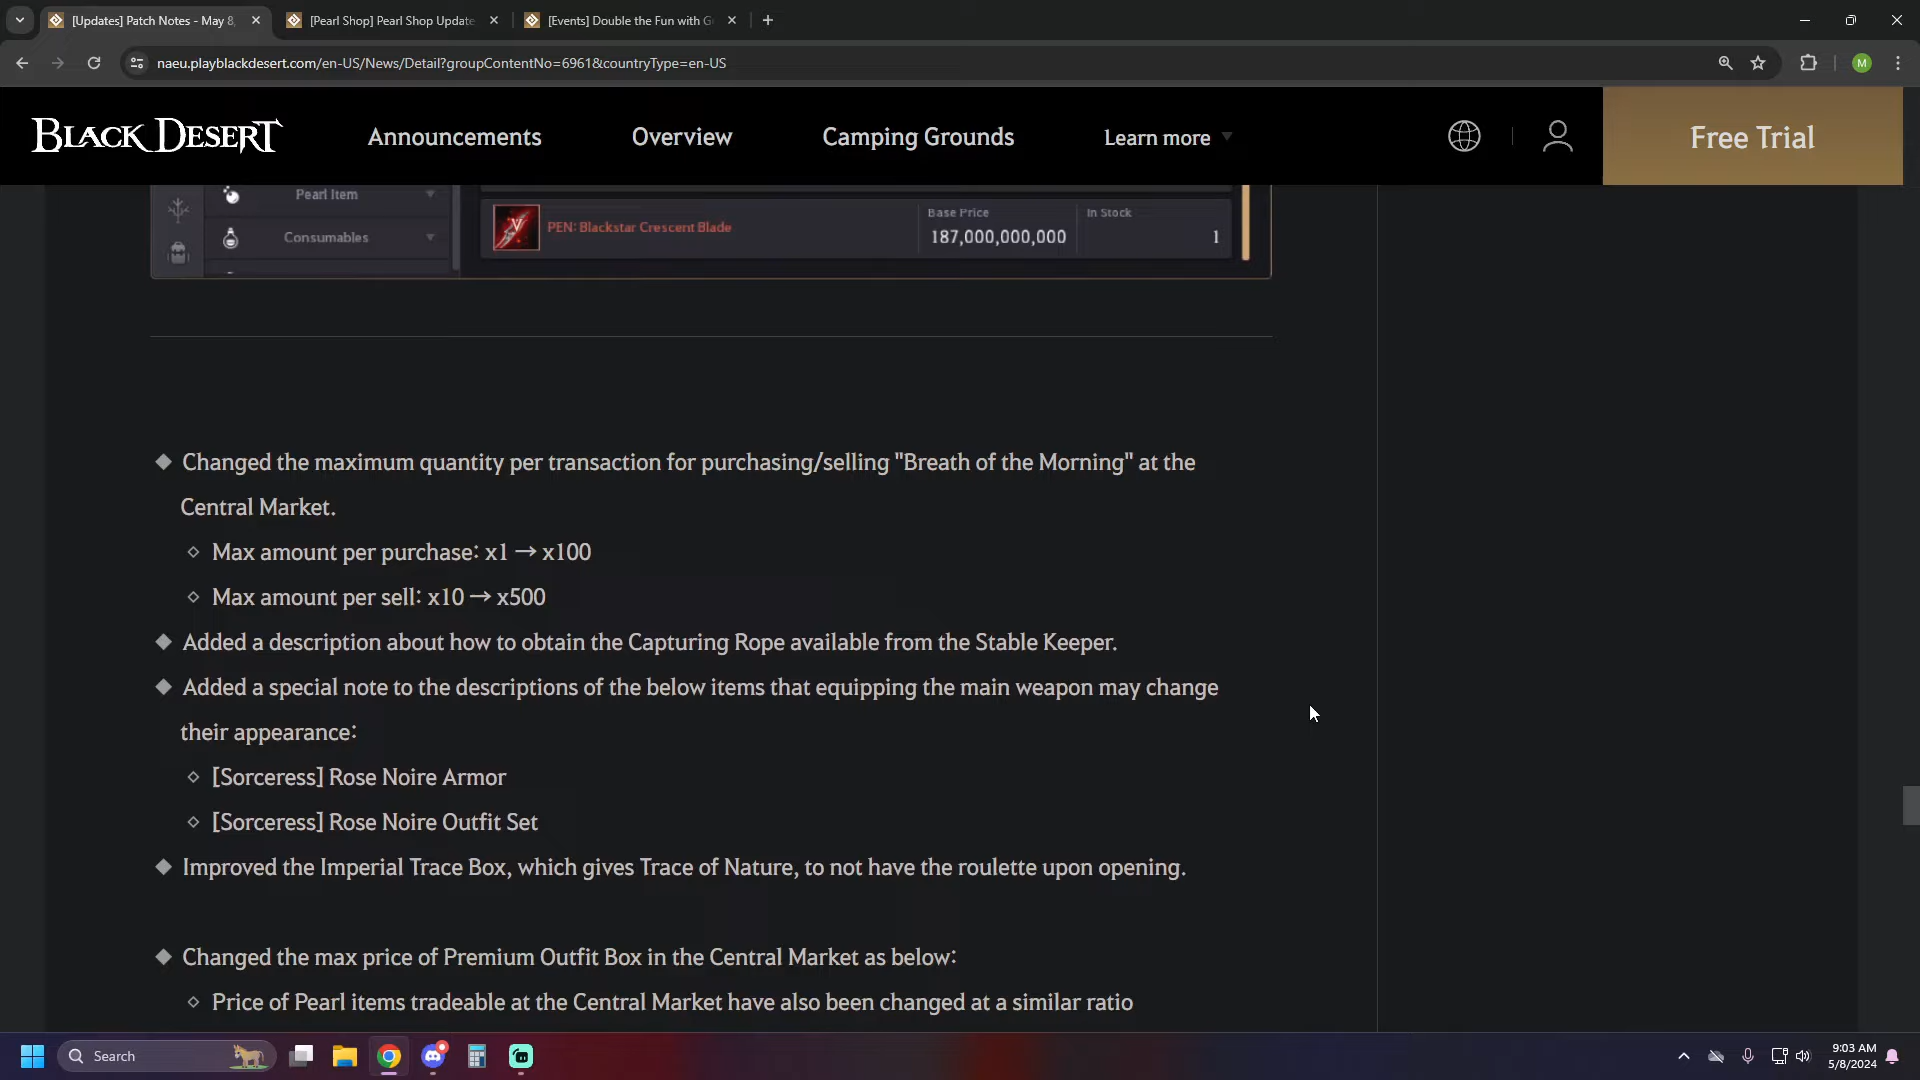 [Updates] Patch Notes - May 8,
[Pearl Shop] Pearl Shop Update
[Events] Double the Fun with G
naeu.playblackdesert.com/en-US/News/Detail?groupContentNo=6961&countryType=en-US
M
BLACK DESERT
Announcements
Overview
Camping Grounds
Learn more
Free Trial
Pearl Item
Consumables
V
PEN: Blackstar Crescent Blade
Base Price
187,000,000,000
In Stock
1
◆ Changed the maximum quantity per transaction for purchasing/selling "Breath of the Morning" at the
Central Market.
◇ Max amount per purchase: x1 → x100
◇ Max amount per sell: x10 → x500
◆ Added a description about how to obtain the Capturing Rope available from the Stable Keeper.
◆ Added a special note to the descriptions of the below items that equipping the main weapon may change
their appearance:
◇ [Sorceress] Rose Noire Armor
◇ [Sorceress] Rose Noire Outfit Set
◆ Improved the Imperial Trace Box, which gives Trace of Nature, to not have the roulette upon opening.
◆ Changed the max price of Premium Outfit Box in the Central Market as below:
◇ Price of Pearl items tradeable at the Central Market have also been changed at a similar ratio
Search
9:03 AM
5/8/2024